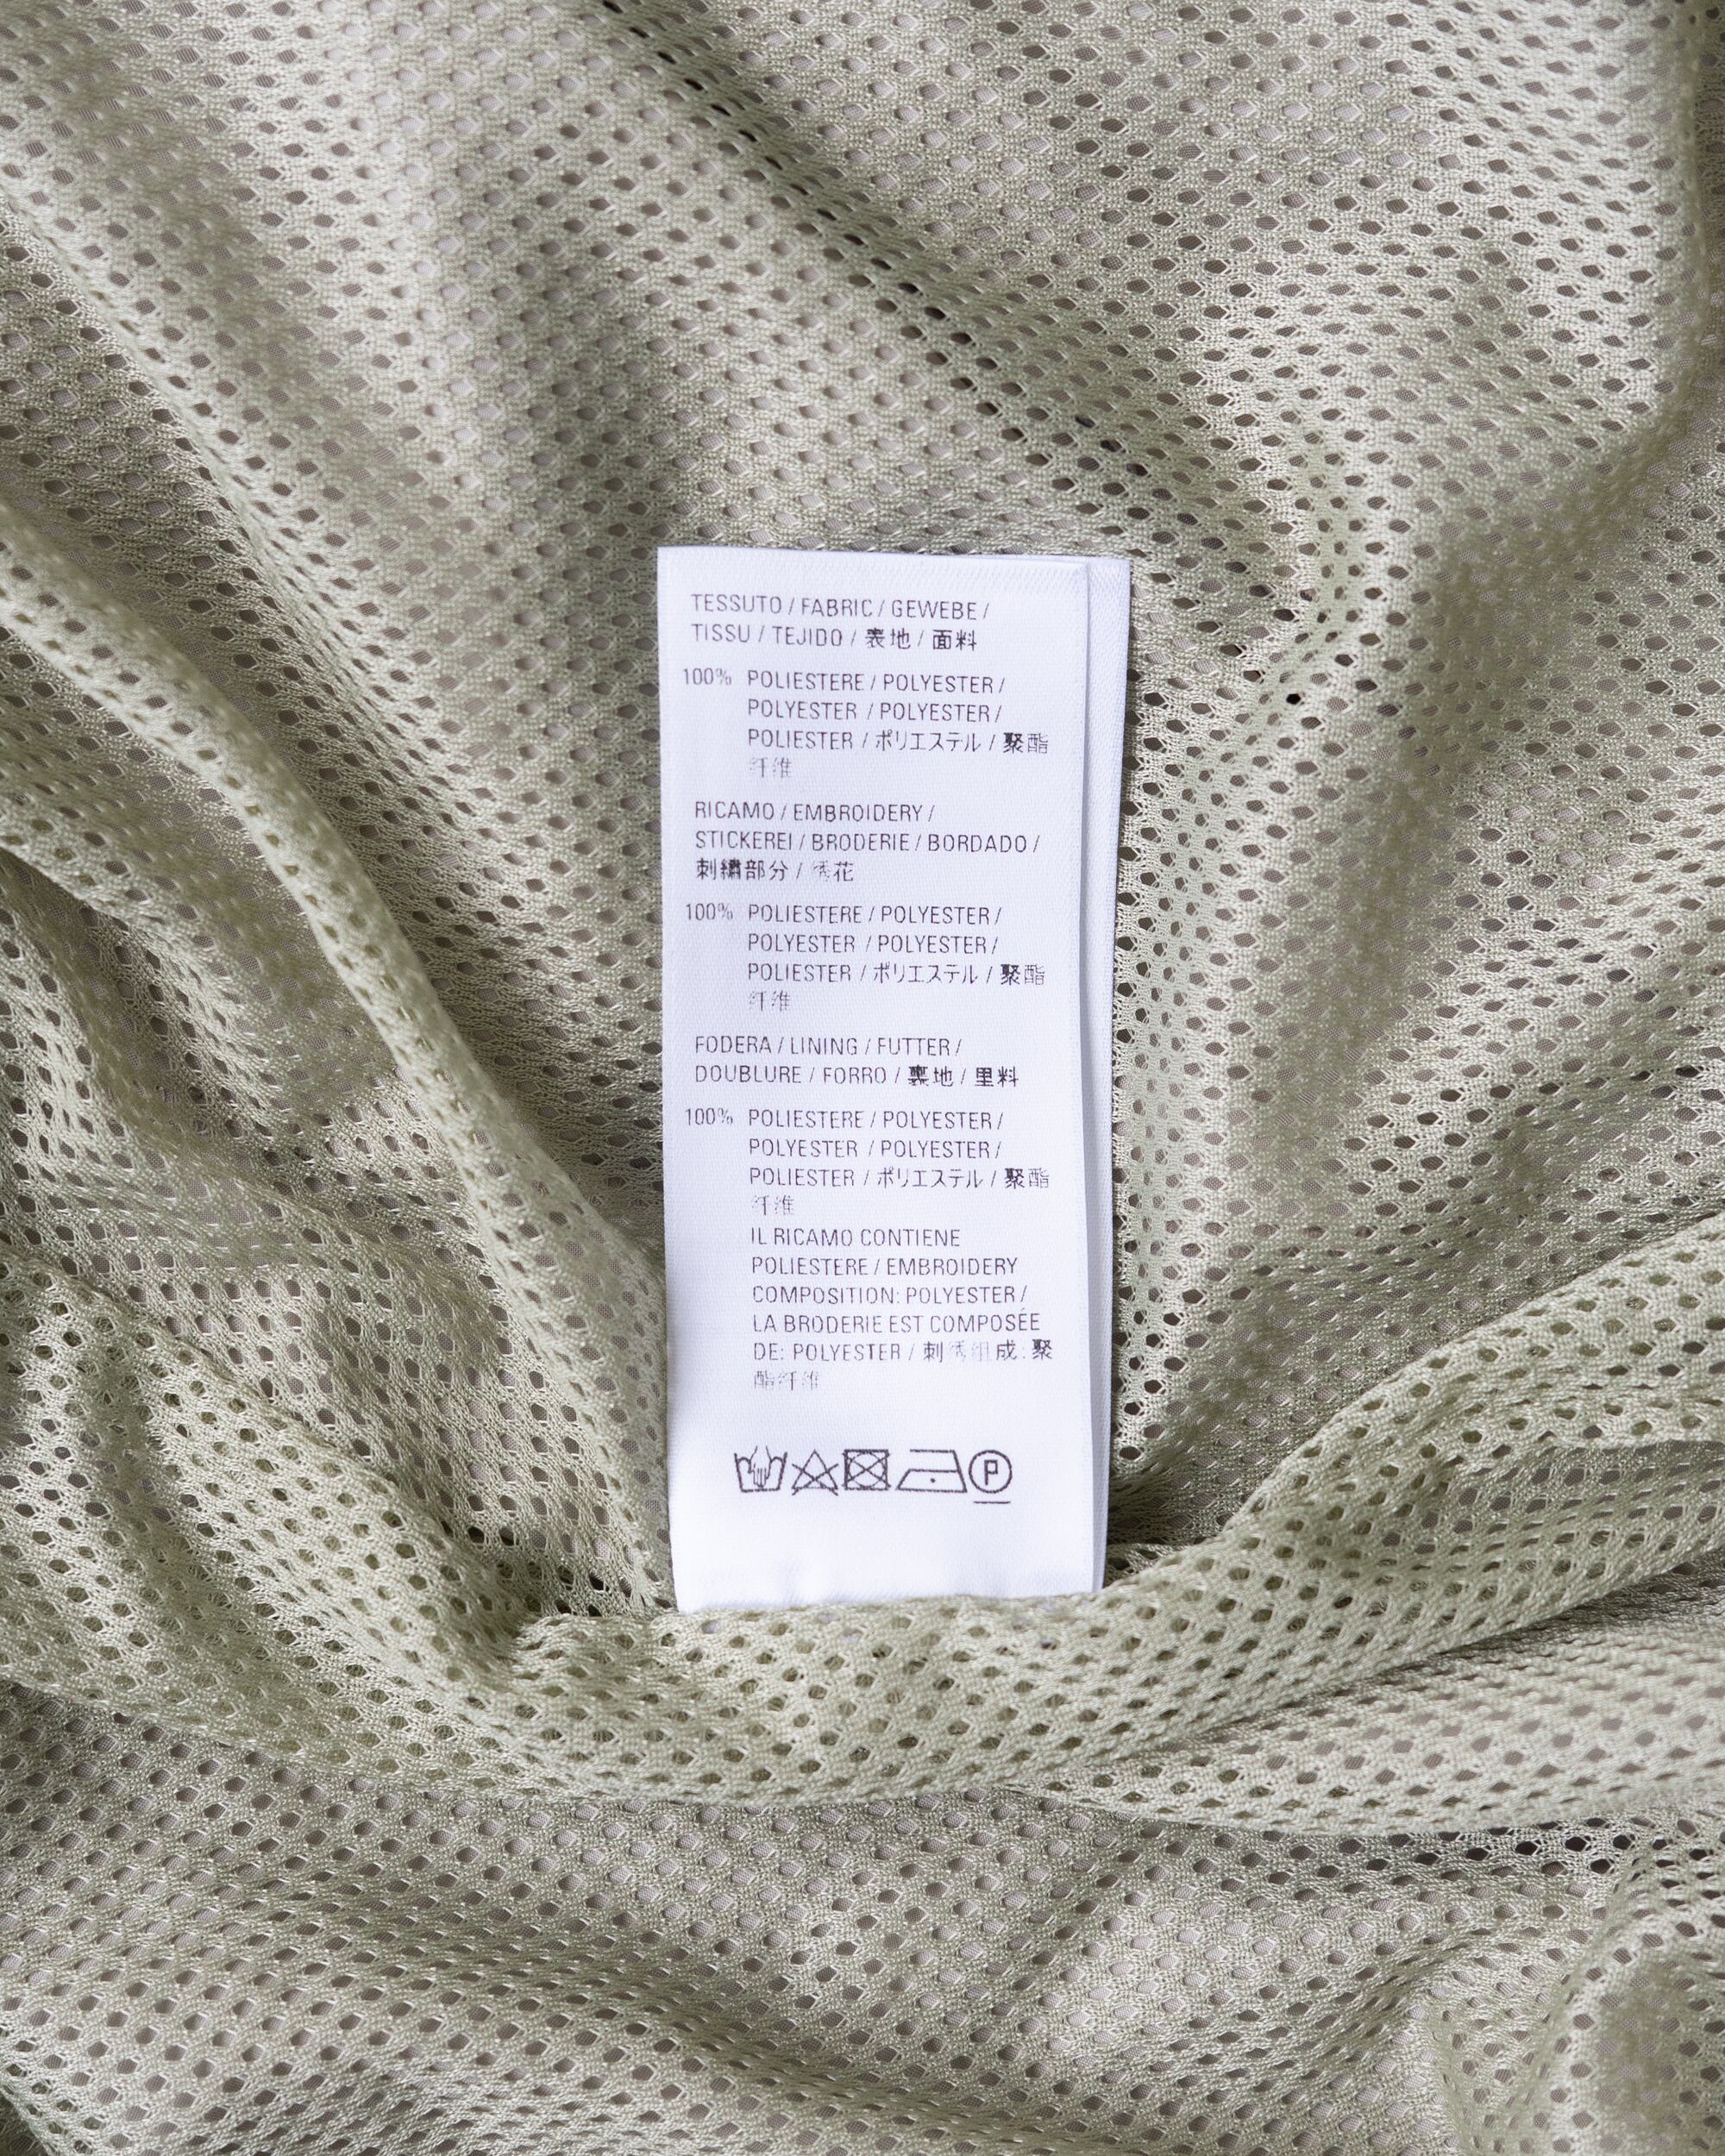 TESSUTO / FABRIC / GEWEBE /
TISSU / TEJIDO / 表地 / 面料
100% POLIESTERE / POLYESTER /
POLYESTER / POLYESTER /
POLIESTER / ポリエステル / 聚酯
纤维
RICAMO / EMBROIDERY /
STICKEREI / BRODERIE / BORDADO /
刺繍部分 / 绣花
100% POLIESTERE / POLYESTER /
POLYESTER / POLYESTER /
POLIESTER / ポリエステル / 聚酯
纤维
FODERA / LINING / FUTTER /
DOUBLURE / FORRO / 裏地 / 里料
100% POLIESTERE / POLYESTER /
POLYESTER / POLYESTER /
POLIESTER / ポリエステル / 聚酯
纤维
IL RICAMO CONTIENE
POLIESTERE / EMBROIDERY
COMPOSITION: POLYESTER /
LA BRODERIE EST COMPOSÉE
DE: POLYESTER / 刺绣组成: 聚
酯纤维
P